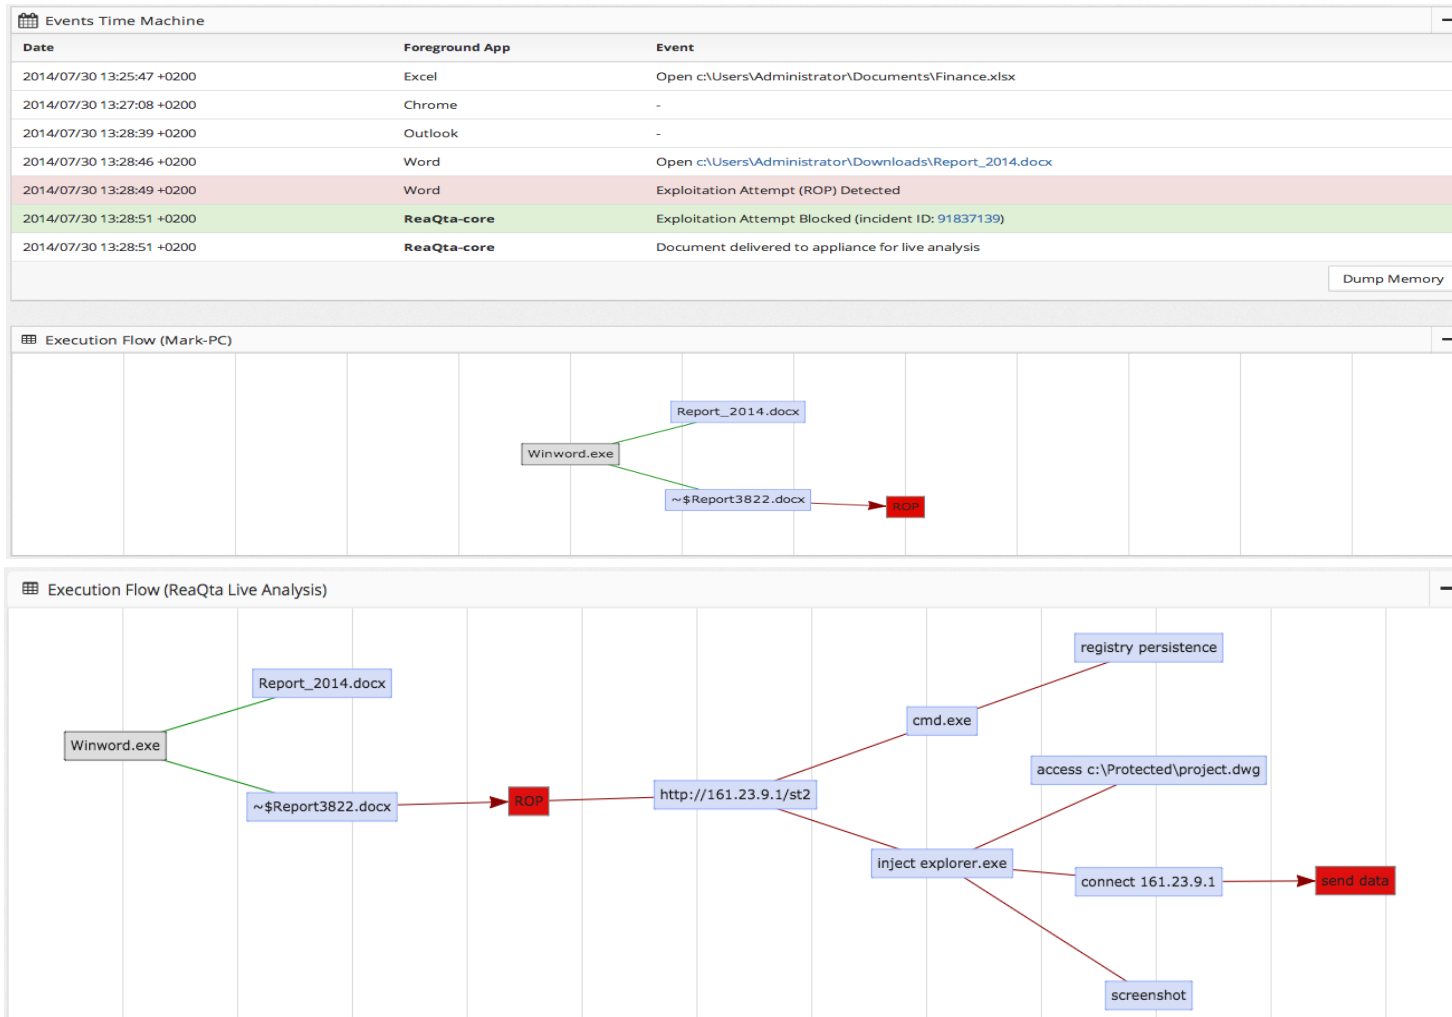 Events Time Machine
Date Foreground App Event
2014/07/30 13:25:47 +0200 Excel Open c:\Users\Administrator\Documents\Finance.xlsx
2014/07/30 13:27:08 +0200 Chrome -
2014/07/30 13:28:39 +0200 Outlook -
2014/07/30 13:28:46 +0200 Word Open c:\Users\Administrator\Downloads\Report_2014.docx
2014/07/30 13:28:49 +0200 Word Exploitation Attempt (ROP) Detected
2014/07/30 13:28:51 +0200 ReaQta-core Exploitation Attempt Blocked (incident ID: 91837139)
2014/07/30 13:28:51 +0200 ReaQta-core Document delivered to appliance for live analysis
Dump Memory
Execution Flow (Mark-PC)
Report_2014.docx
Winword.exe
~$Report3822.docx
ROP
Execution Flow (ReaQta Live Analysis)
registry persistence
Report_2014.docx
cmd.exe
Winword.exe
access c:\Protected\project.dwg
http://161.23.9.1/st2
~$Report3822.docx
ROP
inject explorer.exe
connect 161.23.9.1
send data
screenshot